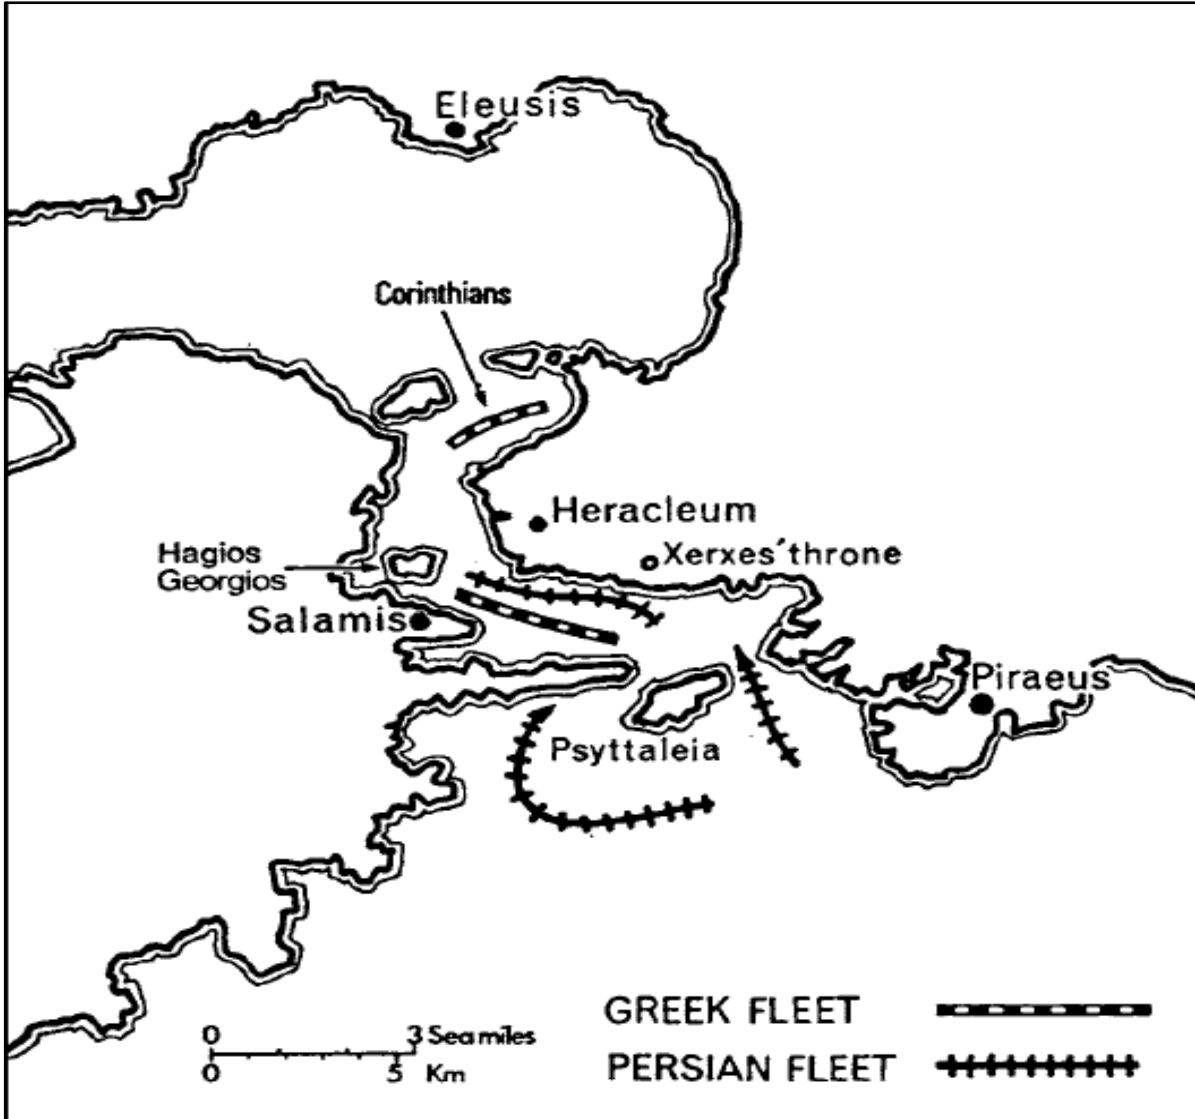 Eleusis
Corinthians
Heracleum
Xerxes' throne
Hagios
Georgios
Salamis
Piraeus
Psyttaleia
GREEK FLEET
PERSIAN FLEET
0 3 Sea miles
0 5 Km